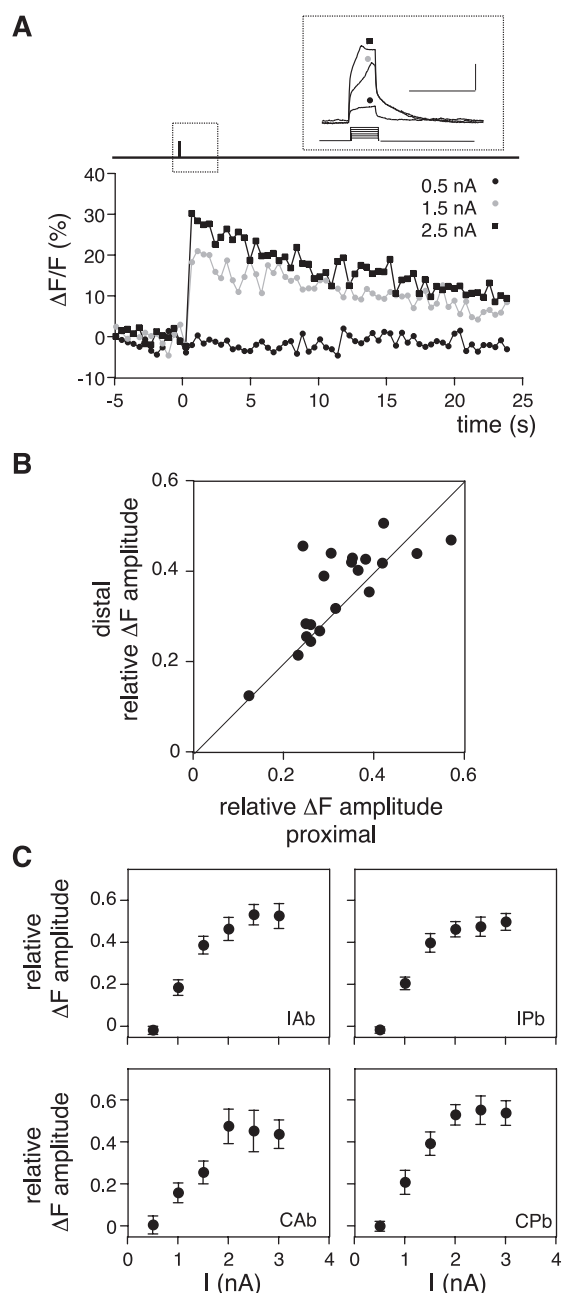 A
0.5 nA
1.5 nA
2.5 nA
ΔF/F (%)
40
30
20
10
0
-10
-5
0
5
10
15
20
25
time (s)
B
distal
relative ΔF amplitude
0.6
0.4
0.2
0
0
0.2
0.4
0.6
relative ΔF amplitude
proximal
C
relative
ΔF amplitude
0.6
0.4
0.2
0
IAb
IPb
relative
ΔF amplitude
0.6
0.4
0.2
0
CAb
CPb
0 1 2 3 4
0 1 2 3 4
I (nA)
I (nA)